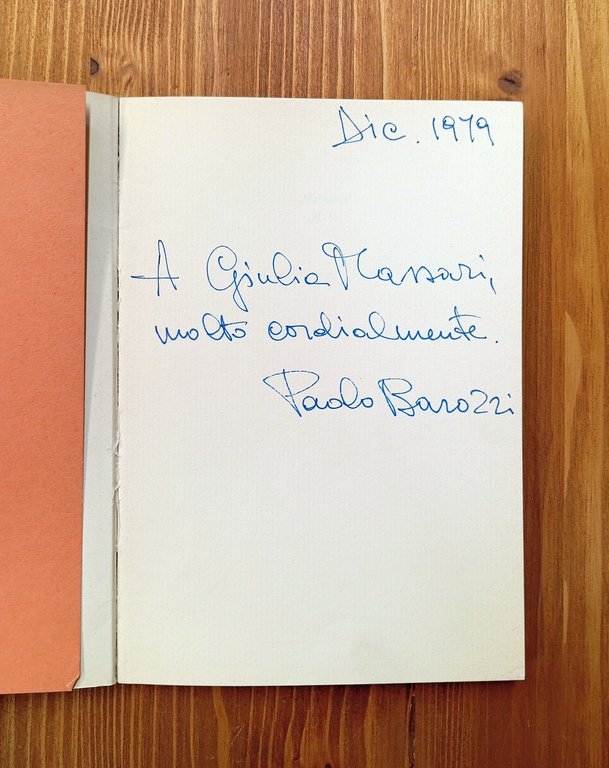 Dic. 1979
A Giulia Massari,
molto cordialmente.
Paolo Barozzi